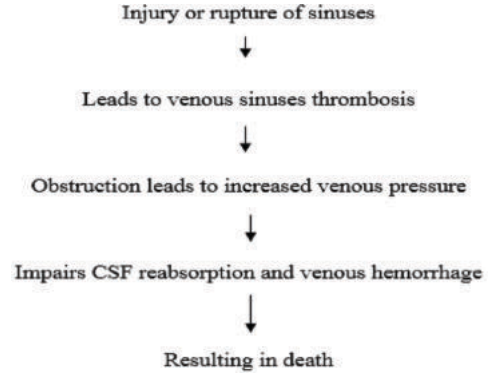 Injury or rupture of sinuses
Leads to venous sinuses thrombosis
Obstruction leads to increased venous pressure
Impairs CSF reabsorption and venous hemorrhage
Resulting in death